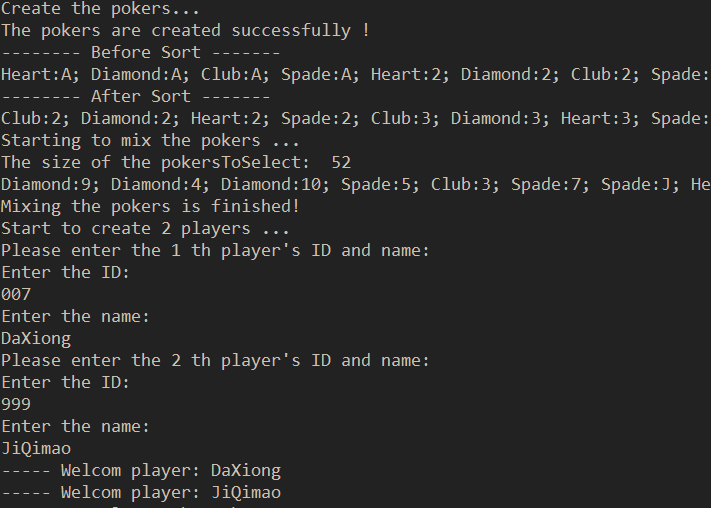 Create the pokers...
The pokers are created successfully !
-------- Before Sort -------
Heart:A; Diamond:A; Club:A; Spade:A; Heart:2; Diamond:2; Club:2; Spade:
-------- After Sort -------
Club:2; Diamond:2; Heart:2; Spade:2; Club:3; Diamond:3; Heart:3; Spade:
Starting to mix the pokers ...
The size of the pokersToSelect:  52
Diamond:9; Diamond:4; Diamond:10; Spade:5; Club:3; Spade:7; Spade:J; He
Mixing the pokers is finished!
Start to create 2 players ...
Please enter the 1 th player's ID and name:
Enter the ID:
007
Enter the name:
DaXiong
Please enter the 2 th player's ID and name:
Enter the ID:
999
Enter the name:
JiQimao
----- Welcom player: DaXiong
----- Welcom player: JiQimao